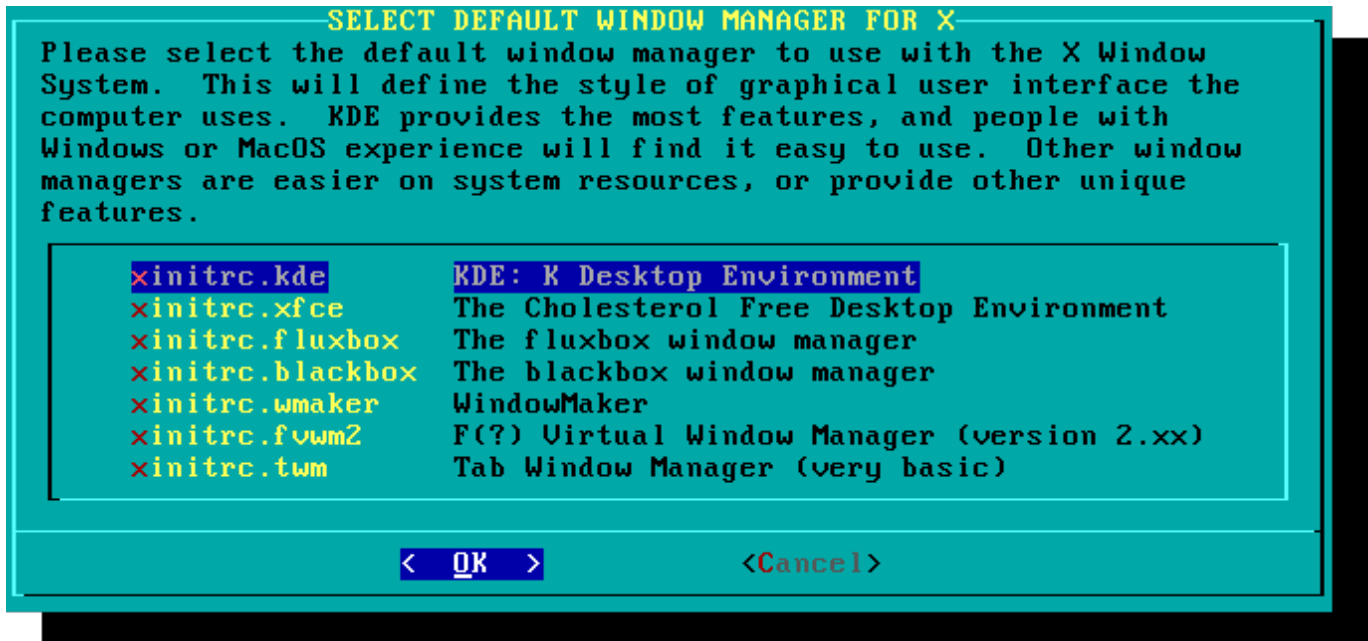 SELECT DEFAULT WINDOW MANAGER FOR X
Please select the default window manager to use with the X Window
System.  This will define the style of graphical user interface the
computer uses.  KDE provides the most features, and people with
Windows or MacOS experience will find it easy to use.  Other window
managers are easier on system resources, or provide other unique
features.
xinitrc.kde KDE: K Desktop Environment
xinitrc.xfce The Cholesterol Free Desktop Environment
xinitrc.fluxbox The fluxbox window manager
xinitrc.blackbox The blackbox window manager
xinitrc.wmaker WindowMaker
xinitrc.fvwm2 F(?) Virtual Window Manager (version 2.xx)
xinitrc.twm Tab Window Manager (very basic)
< OK > <Cancel>